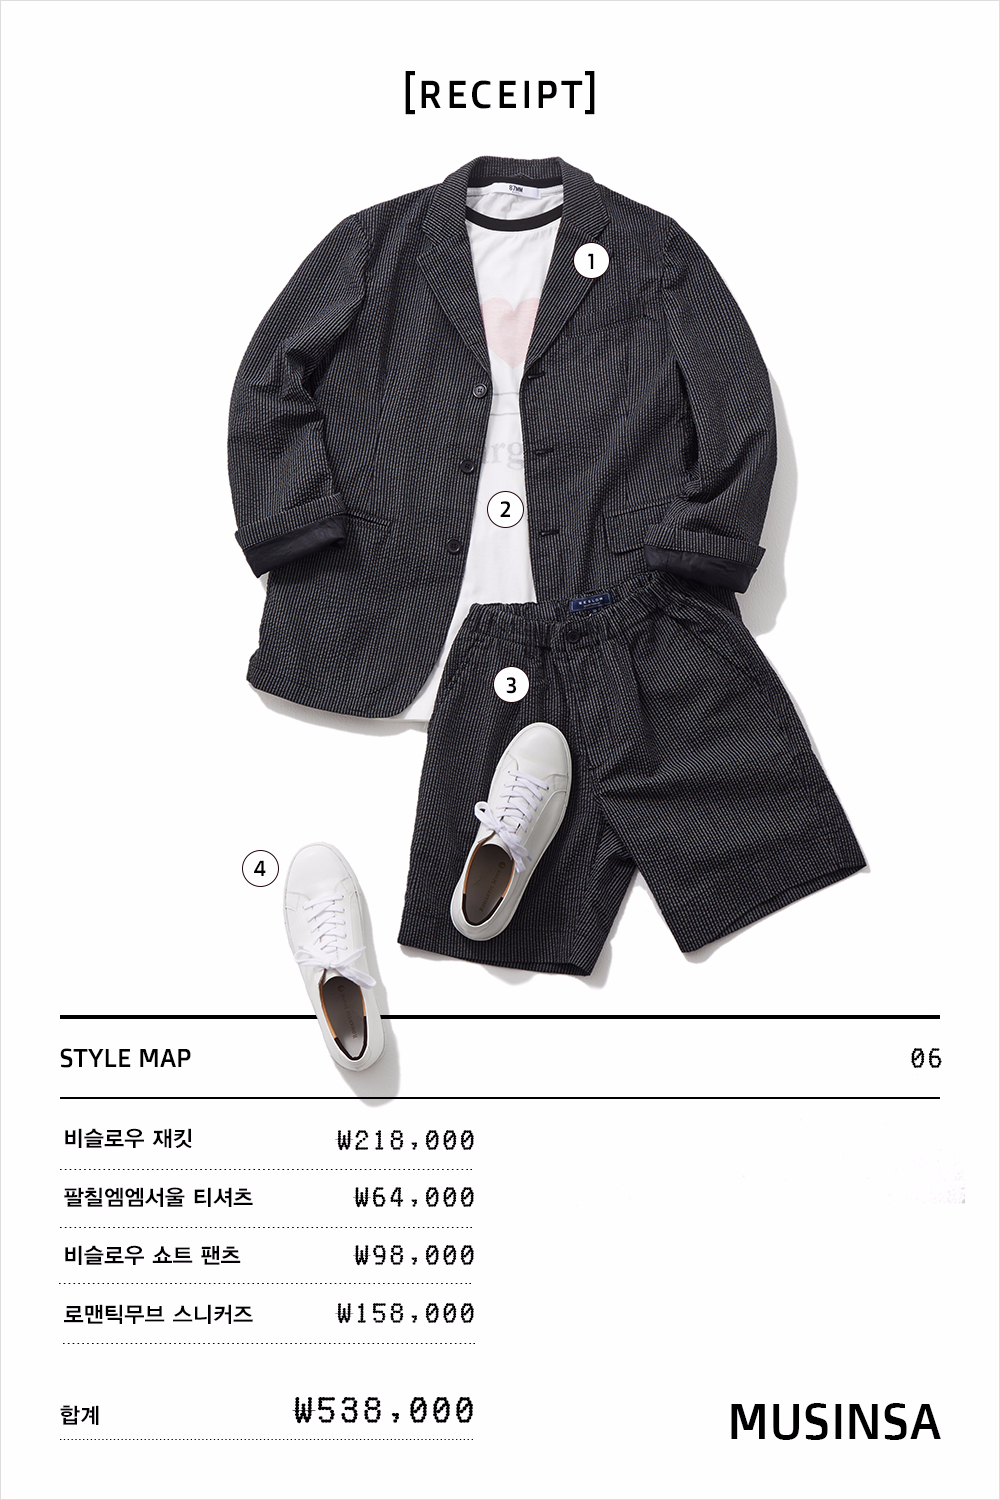 [RECEIPT]
87MM
1
2
3
4
STYLE MAP 06
비슬로우 재킷 ₩218,000
팔칠엠엠서울 티셔츠 ₩64,000
비슬로우 쇼트 팬츠 ₩98,000
로맨틱무브 스니커즈 ₩158,000
합계 ₩538,000
MUSINSA